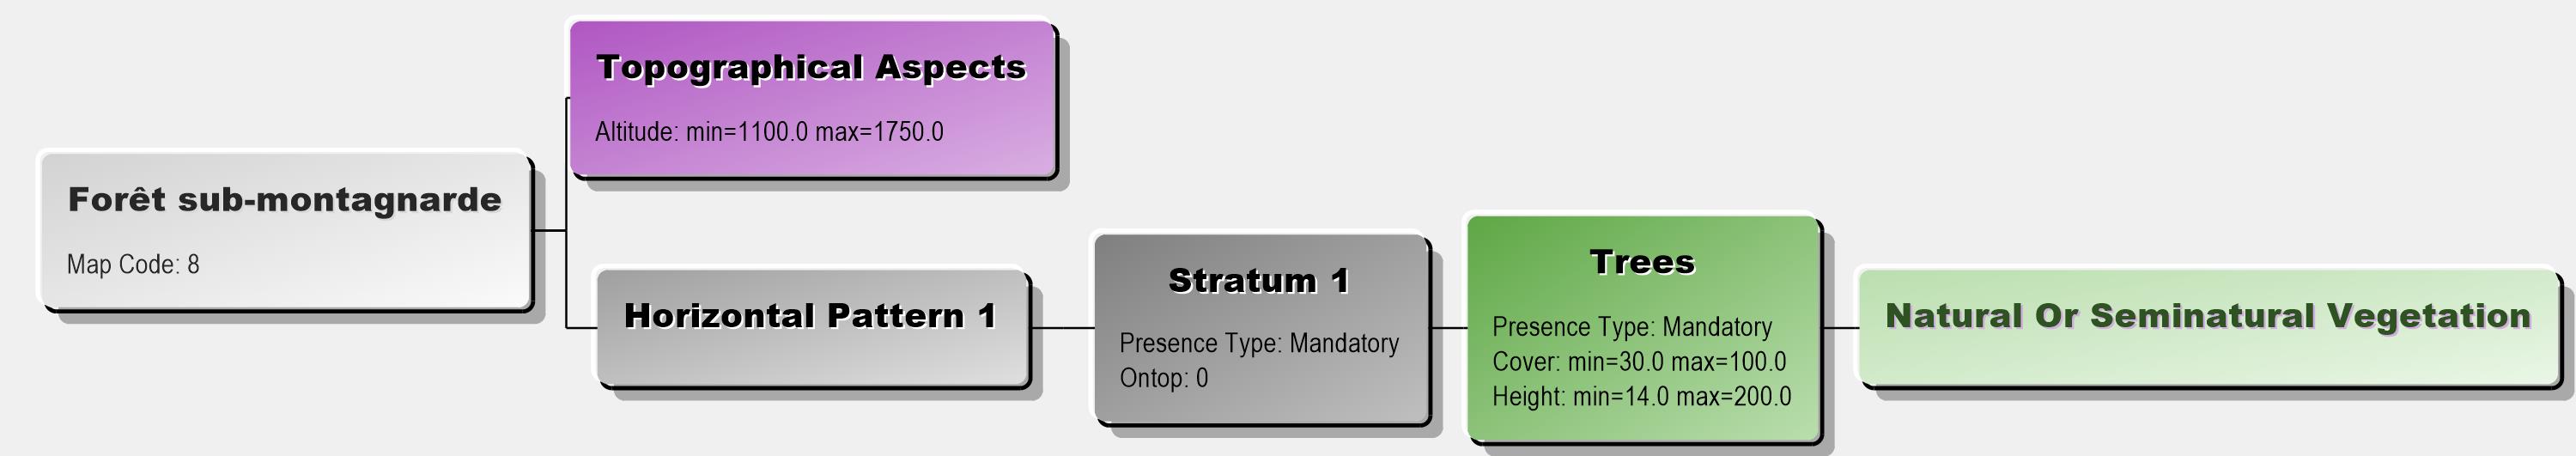 Forêt sub-montagnarde
Map Code: 8
Topographical Aspects
Altitude: min=1100.0 max=1750.0
Horizontal Pattern 1
Stratum 1
Presence Type: Mandatory
Ontop: 0
Trees
Presence Type: Mandatory
Cover: min=30.0 max=100.0
Height: min=14.0 max=200.0
Natural Or Seminatural Vegetation